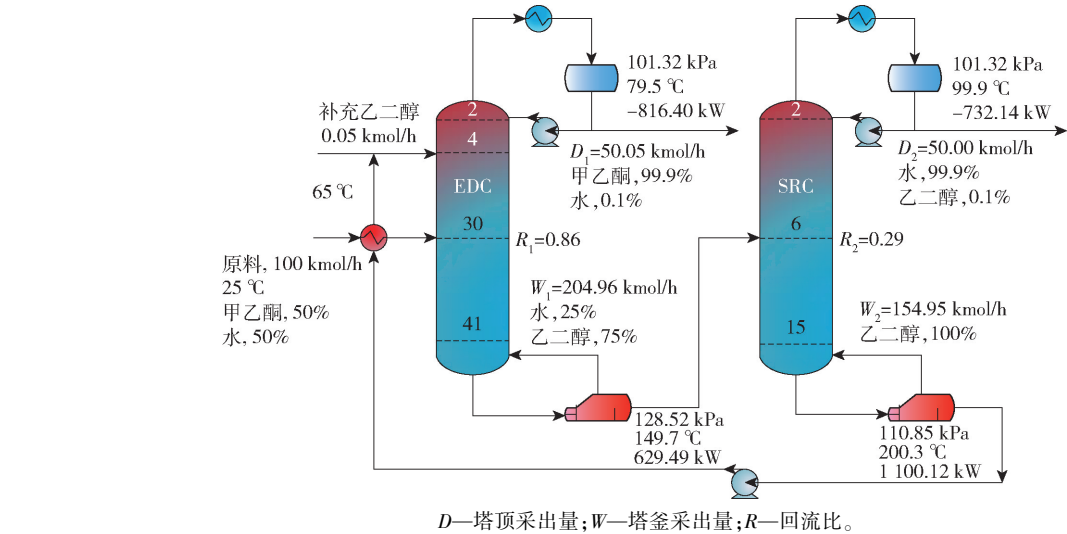 补充乙二醇
0.05 kmol/h
65 ℃
原料, 100 kmol/h
25 ℃
甲乙酮, 50%
水, 50%
2
4
EDC
30
41
R₁=0.86
101.32 kPa
79.5 ℃
−816.40 kW
D₁=50.05 kmol/h
甲乙酮,99.9%
水,0.1%
W₁=204.96 kmol/h
水,25%
乙二醇,75%
128.52 kPa
149.7 ℃
629.49 kW
2
SRC
6
15
R₂=0.29
101.32 kPa
99.9 ℃
−732.14 kW
D₂=50.00 kmol/h
水,99.9%
乙二醇,0.1%
W₂=154.95 kmol/h
乙二醇,100%
110.85 kPa
200.3 ℃
1 100.12 kW
D—塔顶采出量;W—塔釜采出量;R—回流比。